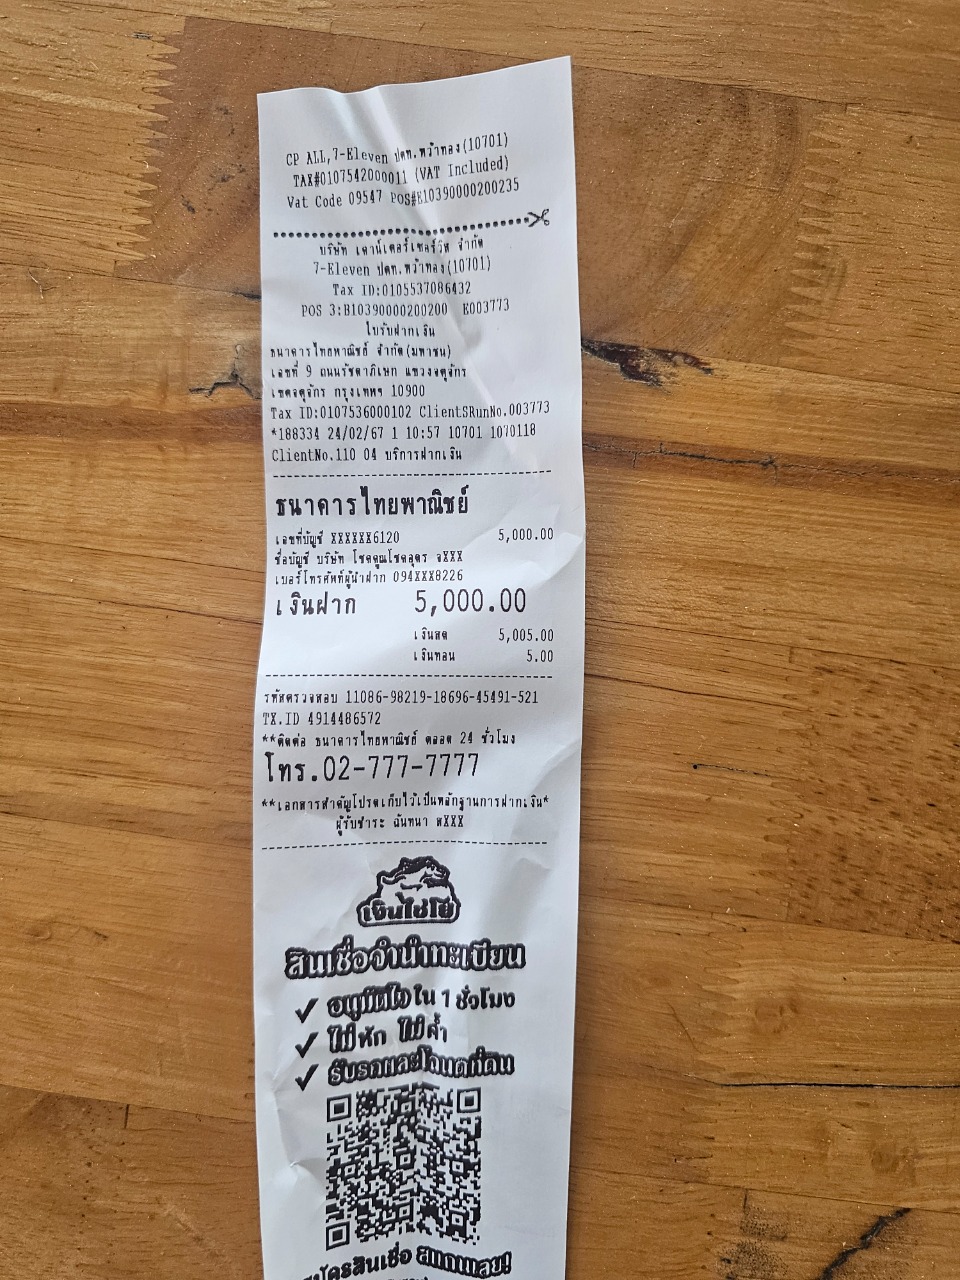 CP ALL,7-Eleven ปตท.หว้าทอง(10701)
TAX#0107542000011 (VAT Included)
Vat Code 09547 POS#E10390000200235
บริษัท เคาน์เตอร์เซอร์วิส จำกัด
7-Eleven ปตท.หว้าทอง(10701)
Tax ID:0105537086432
POS 3:B10390000200200 K003773
ใบรับฝากเงิน
ธนาคารไทยพาณิชย์ จำกัด(มหาชน)
เลขที่ 9 ถนนรัชดาภิเษก แขวงจตุจักร
เขตจตุจักร กรุงเทพฯ 10900
Tax ID:0107536000102 ClientSRunNo.003773
*188334 24/02/67 1 10:57 10701 1070118
ClientNo.110 04 บริการฝากเงิน
ธนาคารไทยพาณิชย์
เลขที่บัญชี XXXXXX6120 5,000.00
ชื่อบัญชี บริษัท โชคคูณโชคอุดร จXXX
เบอร์โทรศัพท์ผู้นำฝาก 094XXX8226
เงินฝาก 5,000.00
เงินสด 5,005.00
เงินทอน 5.00
รหัสตรวจสอบ 11086-98219-18696-45491-521
TX.ID 4914486572
**ติดต่อ ธนาคารไทยพาณิชย์ ตลอด 24 ชั่วโมง
โทร.02-777-7777
**เอกสารสำคัญโปรดเก็บไว้เป็นหลักฐานการฝากเงิน*
ผู้รับชำระ ฉันทนา สXXX
เงินไชโย
สินเชื่อจำนำทะเบียน
✓ อนุมัติไวใน 1 ชั่วโมง
✓ ไม่หัก ไม่ค้ำ
✓ รับรถและโฉนดที่ดิน
สมัครสินเชื่อ สแกนเลย!